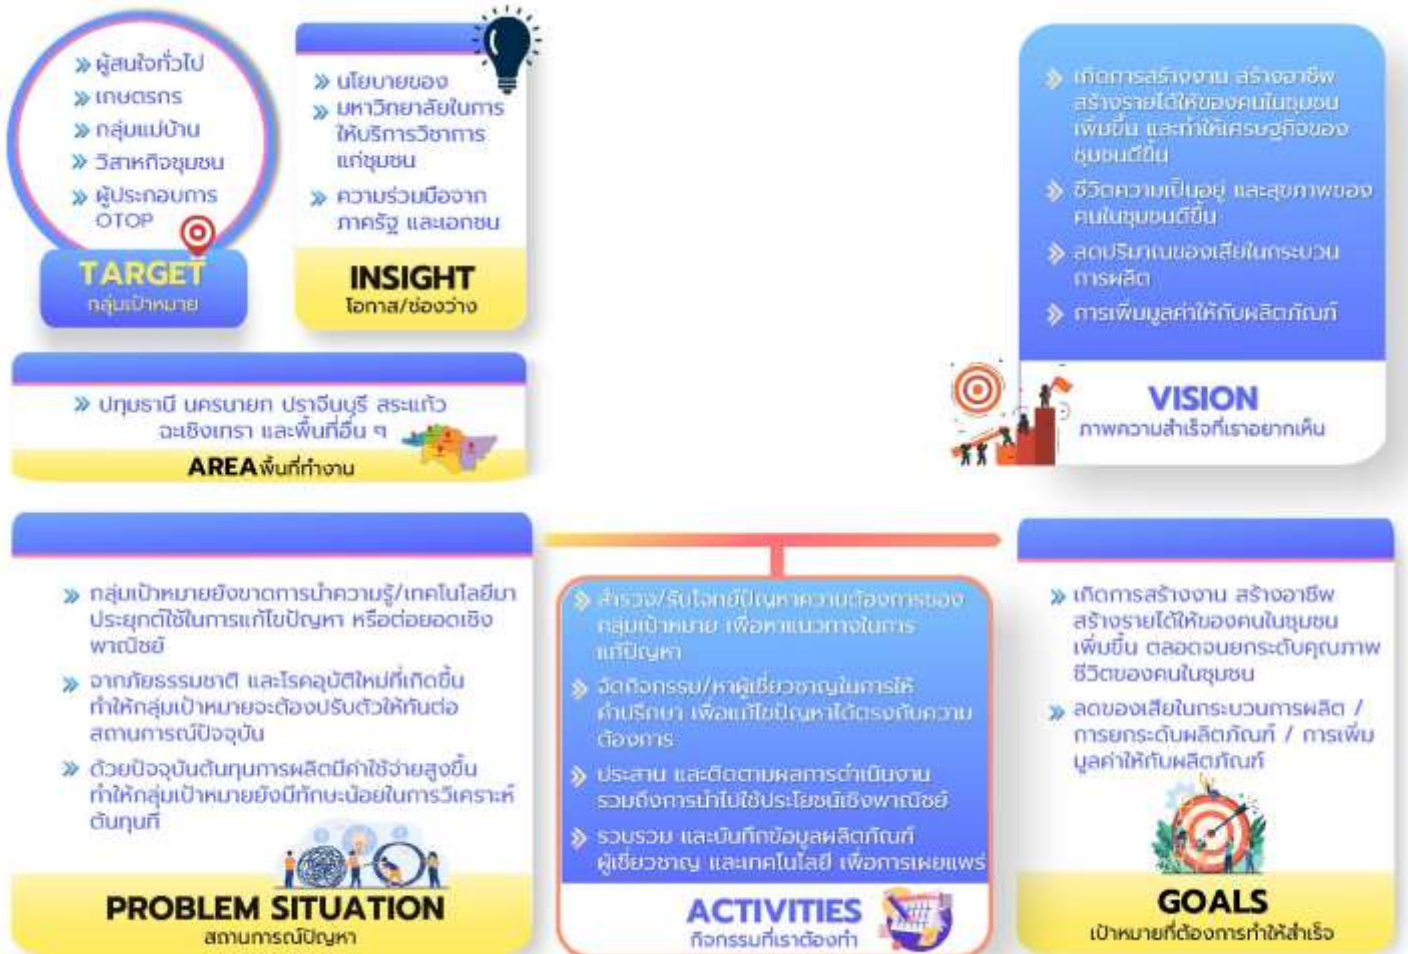 ผู้สนใจทั่วไป
เกษตรกร
กลุ่มแม่บ้าน
วิสาหกิจชุมชน
ผู้ประกอบการ
OTOP
TARGET
กลุ่มเป้าหมาย
นโยบายของ
มหาวิทยาลัยในการ
ให้บริการวิชาการ
แก่ชุมชน
ความร่วมมือจาก
ภาครัฐ และเอกชน
INSIGHT
โอกาส/ช่องว่าง
เกิดการสร้างงาน สร้างอาชีพ
สร้างรายได้ให้ของคนในชุมชน
เพิ่มขึ้น และทำให้เศรษฐกิจของ
ชุมชนดีขึ้น
ชีวิตความเป็นอยู่ และสุขภาพของ
คนในชุมชนดีขึ้น
ลดปริมาณของเสียในกระบวน
การผลิต
การเพิ่มมูลค่าให้กับผลิตภัณฑ์
VISION
ภาพความสำเร็จที่เราอยากเห็น
ปทุมธานี นครนายก ปราจีนบุรี สระแก้ว
ฉะเชิงเทรา และพื้นที่อื่น ๆ
AREA พื้นที่ทำงาน
กลุ่มเป้าหมายยังขาดการนำความรู้/เทคโนโลยีมา
ประยุกต์ใช้ในการแก้ไขปัญหา หรือต่อยอดเชิง
พาณิชย์
จากภัยธรรมชาติ และโรคอุบัติใหม่ที่เกิดขึ้น
ทำให้กลุ่มเป้าหมายจะต้องปรับตัวให้ทันต่อ
สถานการณ์ปัจจุบัน
ด้วยปัจจุบันต้นทุนการผลิตมีค่าใช้จ่ายสูงขึ้น
ทำให้กลุ่มเป้าหมายยังมีทักษะน้อยในการวิเคราะห์
ต้นทุนที่
PROBLEM SITUATION
สถานการณ์ปัญหา
สำรวจ/รับโจทย์ปัญหาความต้องการของ
กลุ่มเป้าหมาย เพื่อหาแนวทางในการ
แก้ปัญหา
จัดกิจกรรม/หาผู้เชี่ยวชาญในการให้
คำปรึกษา เพื่อแก้ไขปัญหาได้ตรงกับความ
ต้องการ
ประสาน และติดตามผลการดำเนินงาน
รวมถึงการนำไปใช้ประโยชน์เชิงพาณิชย์
รวบรวม และบันทึกข้อมูลผลิตภัณฑ์
ผู้เชี่ยวชาญ และเทคโนโลยี เพื่อการเผยแพร่
ACTIVITIES
กิจกรรมที่เราต้องทำ
เกิดการสร้างงาน สร้างอาชีพ
สร้างรายได้ให้ของคนในชุมชน
เพิ่มขึ้น ตลอดจนยกระดับคุณภาพ
ชีวิตของคนในชุมชน
ลดของเสียในกระบวนการผลิต /
การยกระดับผลิตภัณฑ์ / การเพิ่ม
มูลค่าให้กับผลิตภัณฑ์
GOALS
เป้าหมายที่ต้องการทำให้สำเร็จ